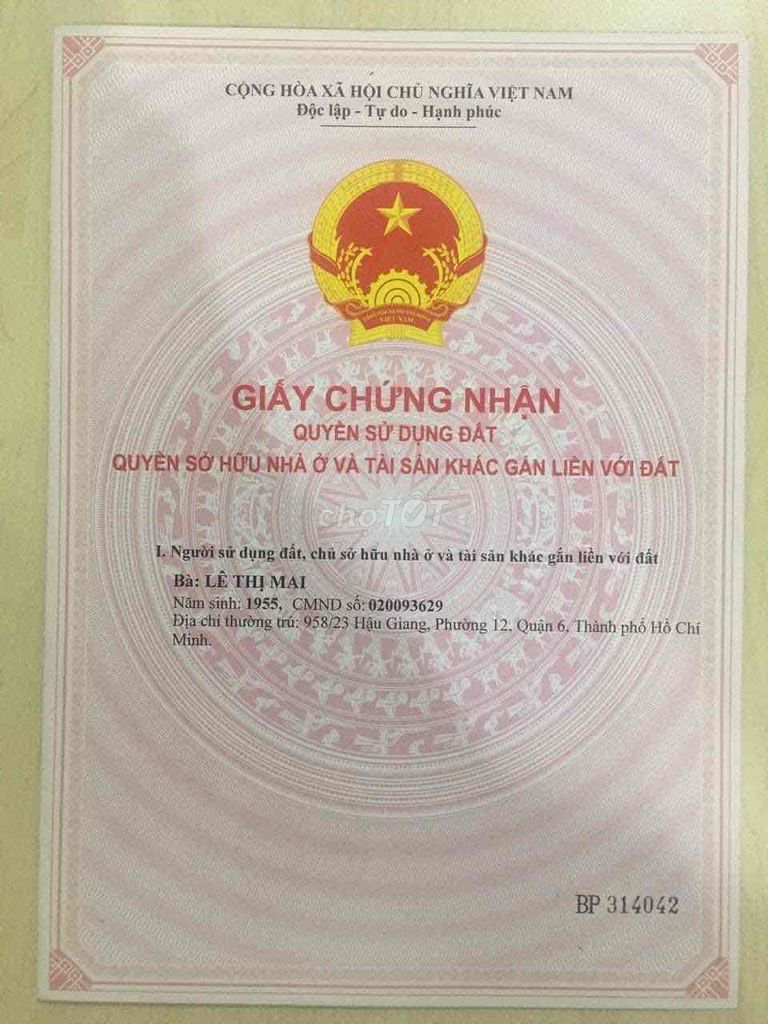 CỘNG HÒA XÃ HỘI CHỦ NGHĨA VIỆT NAM
Độc lập - Tự do - Hạnh phúc
VIỆT NAM
GIẤY CHỨNG NHẬN
QUYỀN SỬ DỤNG ĐẤT
QUYỀN SỞ HỮU NHÀ Ở VÀ TÀI SẢN KHÁC GẮN LIỀN VỚI ĐẤT
choTỐT
I. Người sử dụng đất, chủ sở hữu nhà ở và tài sản khác gắn liền với đất
Bà: LÊ THỊ MAI
Năm sinh: 1955, CMND số: 020093629
Địa chỉ thường trú: 958/23 Hậu Giang, Phường 12, Quận 6, Thành phố Hồ Chí
Minh.
BP 314042